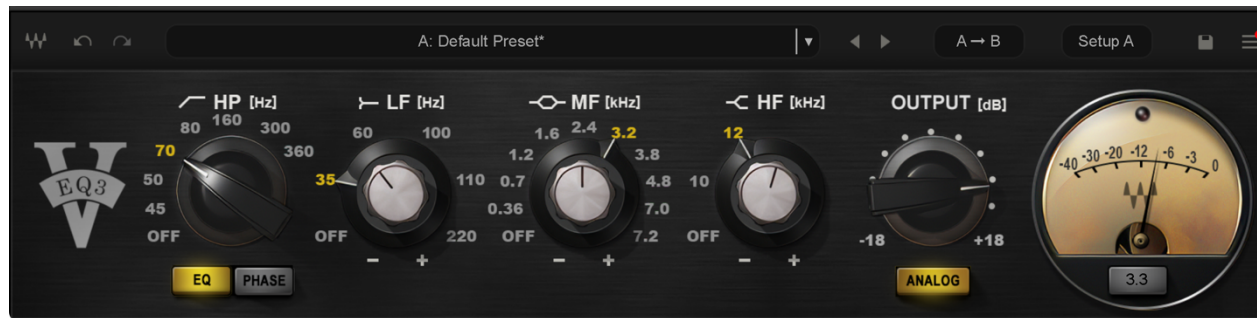 A: Default Preset*
A → B
Setup A
HP [Hz]
LF [Hz]
MF [kHz]
HF [kHz]
OUTPUT [dB]
V
EQ3
OFF
45
50
70
80
160
300
360
OFF
35
60
100
110
220
- +
OFF
0.36
0.7
1.2
1.6
2.4
3.2
3.8
4.8
7.0
7.2
- +
OFF
10
12
- +
-18
+18
-40 -30 -20 -12 -6 -3 0
EQ
PHASE
ANALOG
3.3